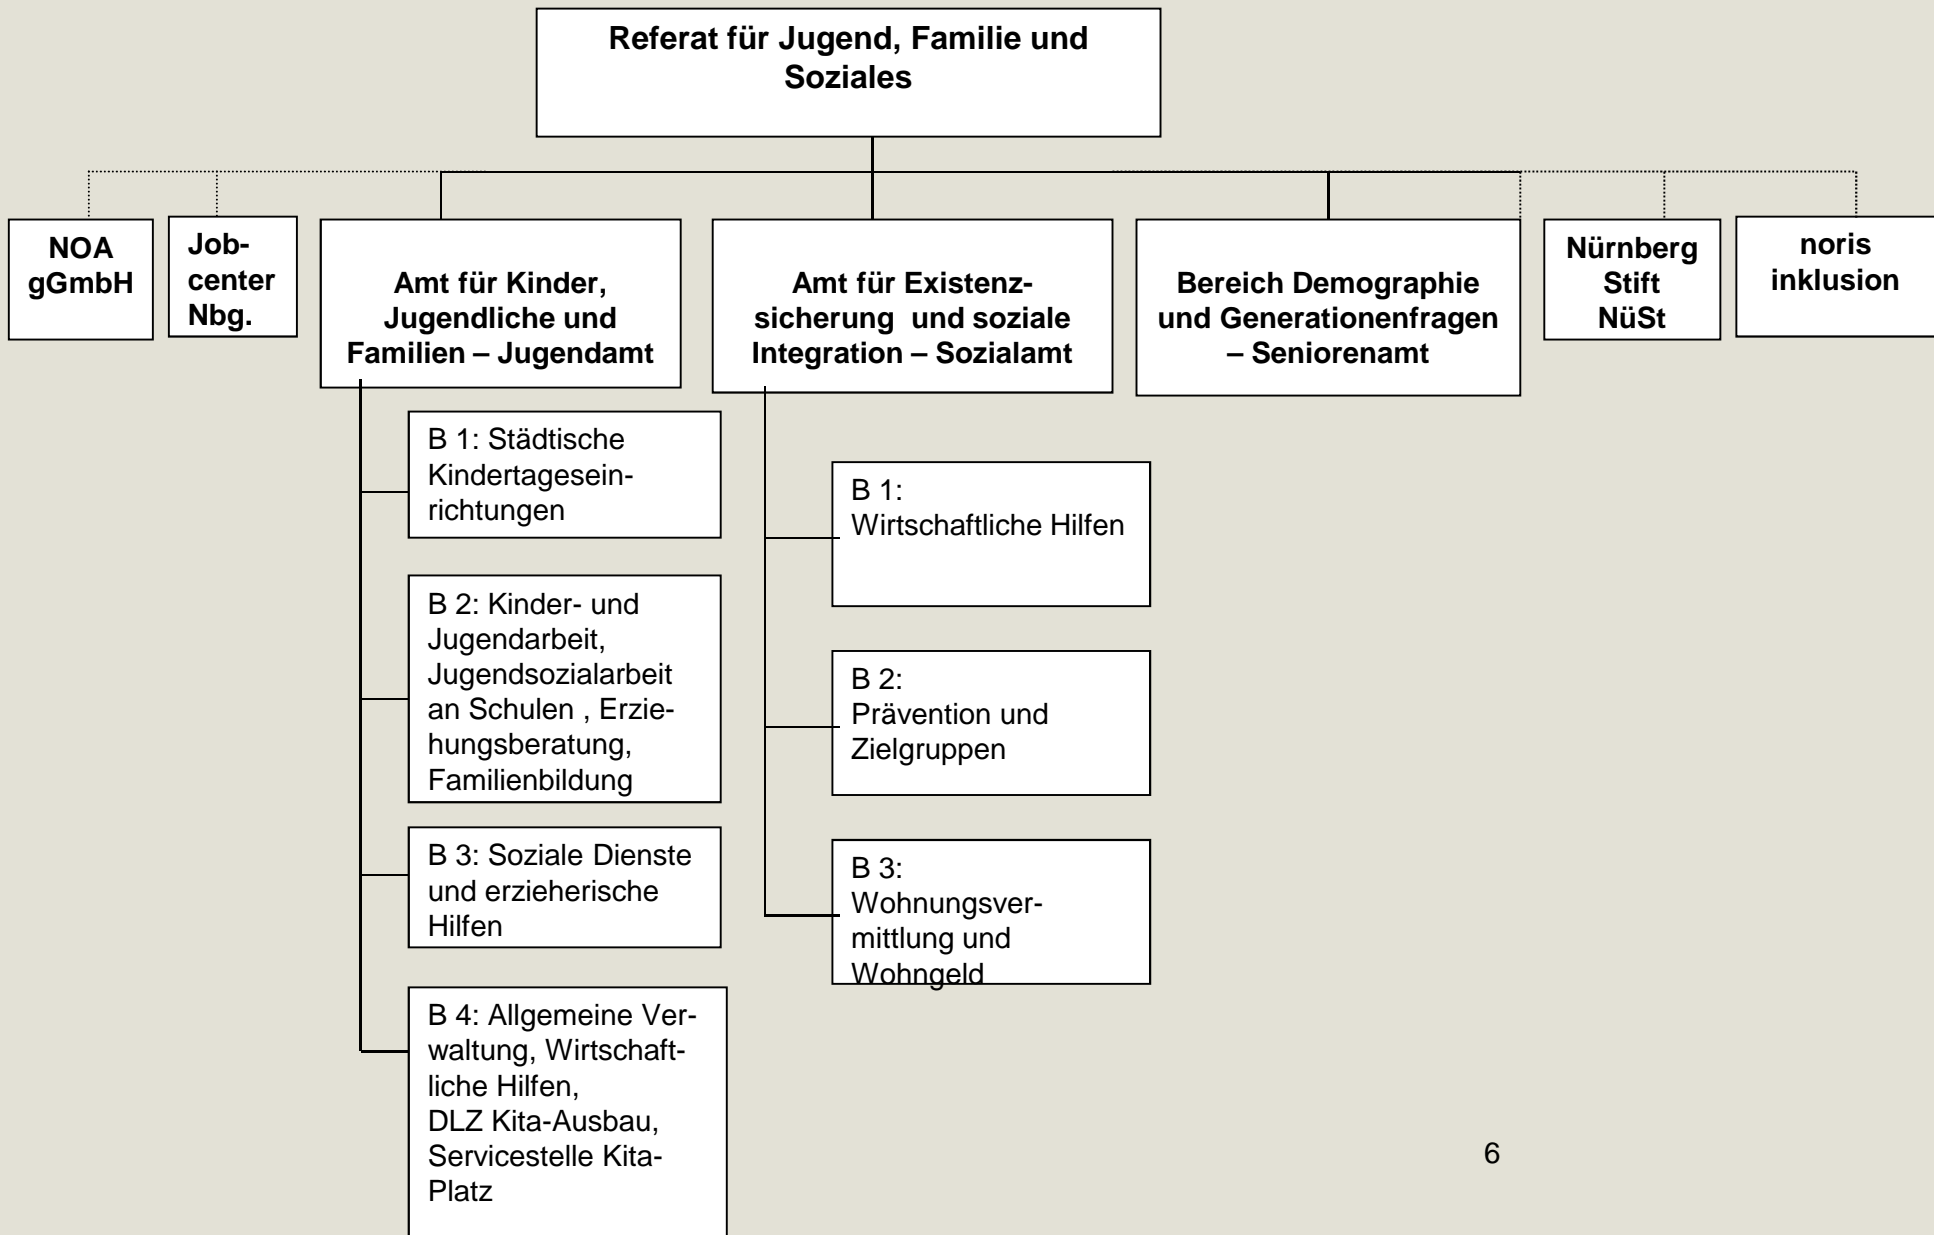 Referat für Jugend, Familie und
Soziales
NOA
gGmbH
Job-
center
Nbg.
Amt für Kinder,
Jugendliche und
Familien – Jugendamt
Amt für Existenz-
sicherung  und soziale
Integration – Sozialamt
Bereich Demographie
und Generationenfragen
– Seniorenamt
Nürnberg
Stift
NüSt
noris
inklusion
B 1: Städtische
Kindertagesein-
richtungen
B 2: Kinder- und
Jugendarbeit,
Jugendsozialarbeit
an Schulen , Erzie-
hungsberatung,
Familienbildung
B 3: Soziale Dienste
und erzieherische
Hilfen
B 4: Allgemeine Ver-
waltung, Wirtschaft-
liche Hilfen,
DLZ Kita-Ausbau,
Servicestelle Kita-
Platz
B 1:
Wirtschaftliche Hilfen
B 2:
Prävention und
Zielgruppen
B 3:
Wohnungsver-
mittlung und
Wohngeld
6